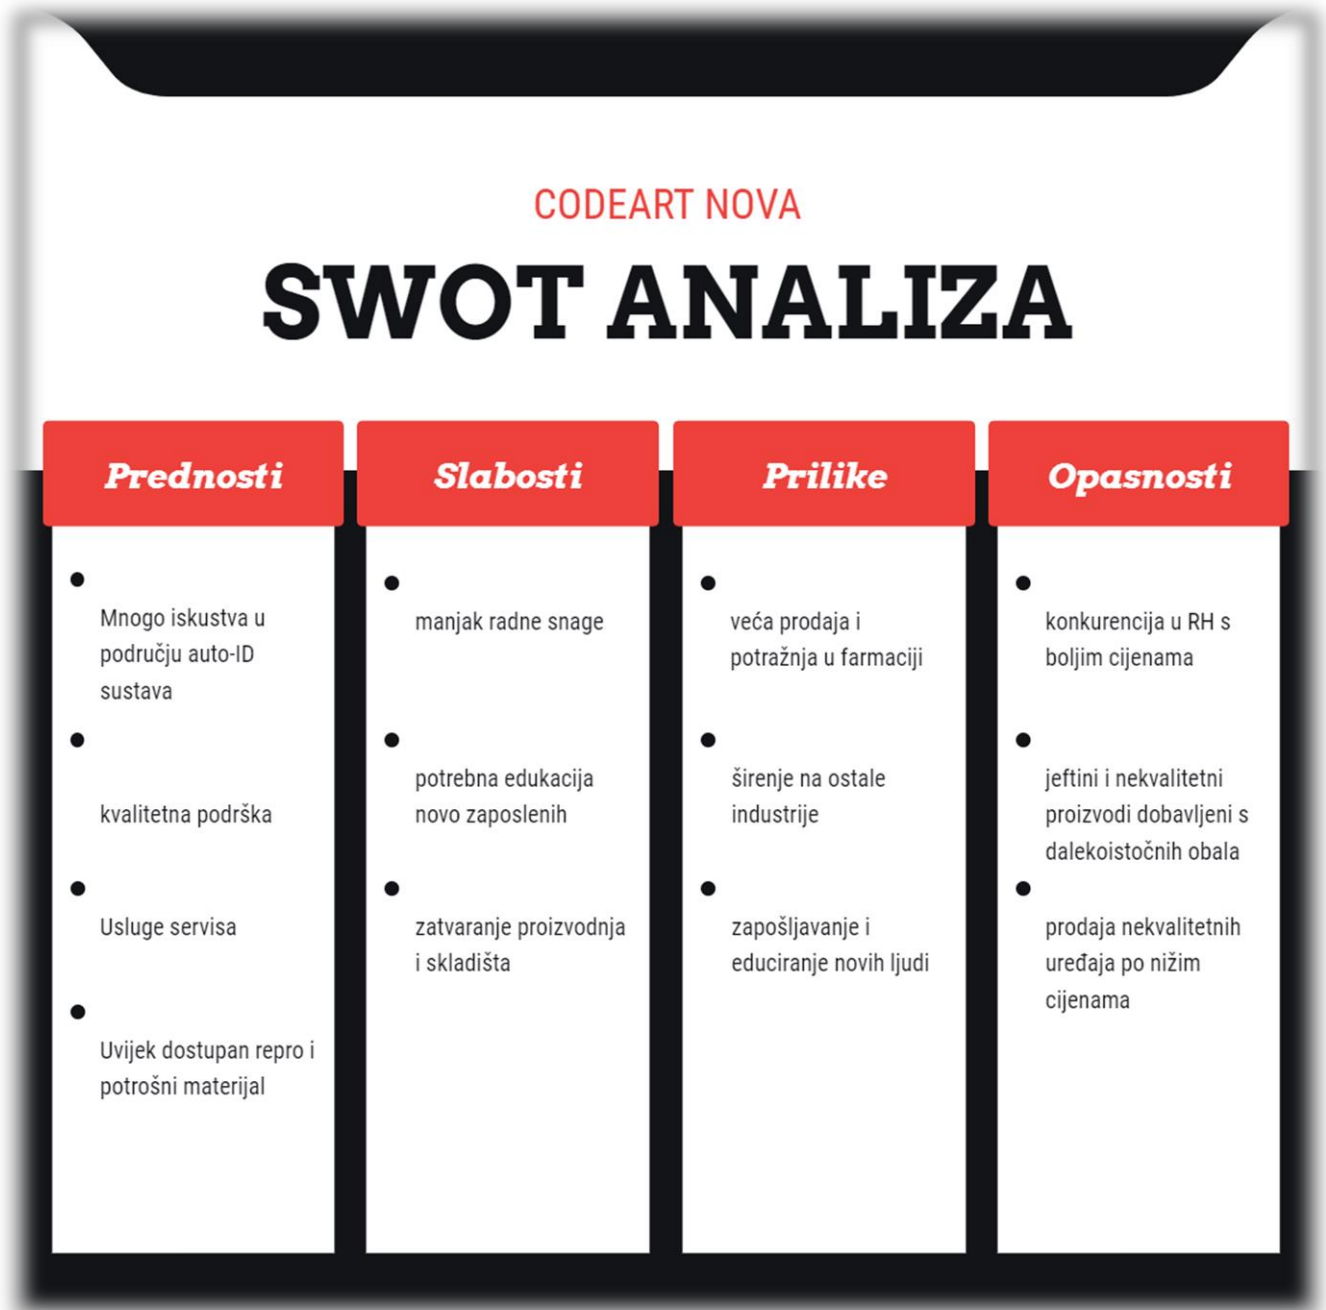 CODEART NOVA
SWOT ANALIZA
Prednosti
Mnogo iskustva u
području auto-ID
sustava
kvalitetna podrška
Usluge servisa
Uvijek dostupan repro i
potrošni materijal
Slabosti
manjak radne snage
potrebna edukacija
novo zaposlenih
zatvaranje proizvodnja
i skladišta
Prilike
veća prodaja i
potražnja u farmaciji
širenje na ostale
industrije
zapošljavanje i
educiranje novih ljudi
Opasnosti
konkurencija u RH s
boljim cijenama
jeftini i nekvalitetni
proizvodi dobavljeni s
dalekoistočnih obala
prodaja nekvalitetnih
uređaja po nižim
cijenama